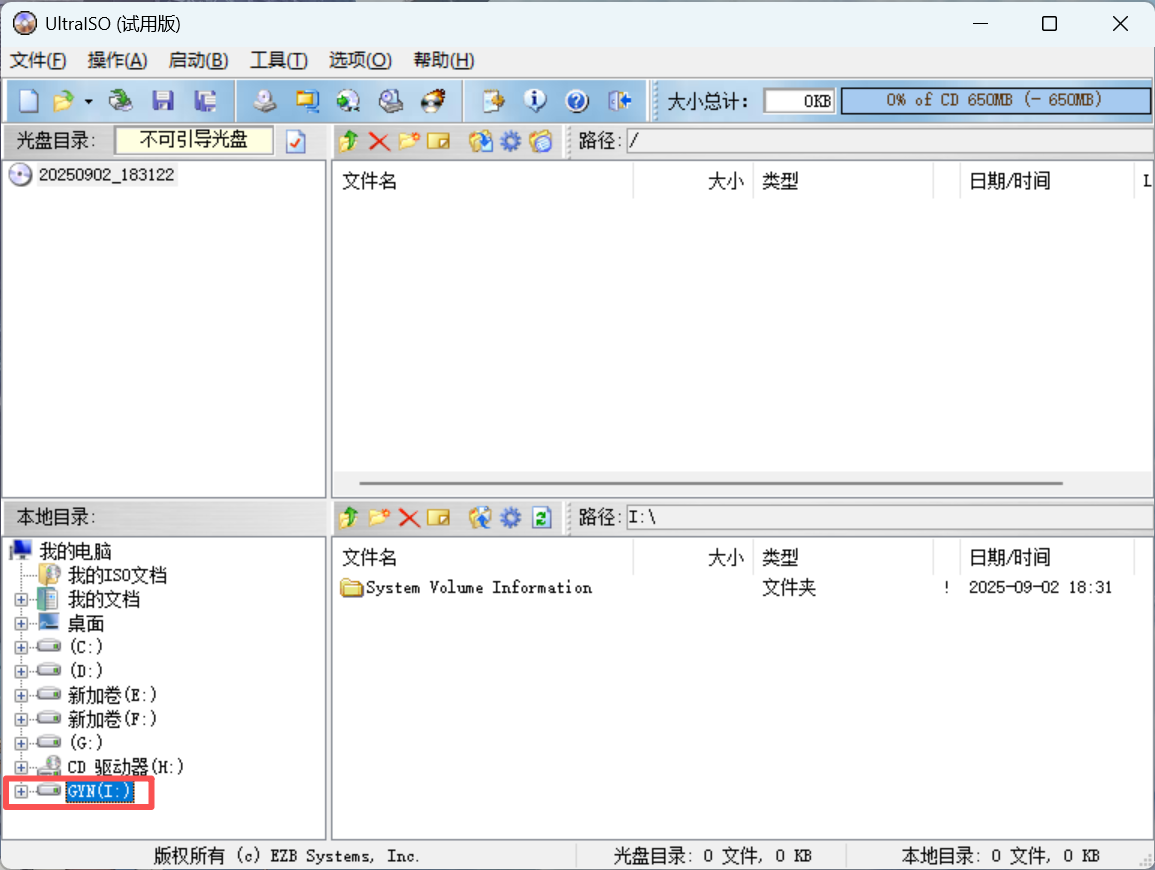 UltraISO (试用版)
文件(F) 操作(A) 启动(B) 工具(T) 选项(O) 帮助(H)
大小总计: 0KB 0% of CD 650MB (- 650MB)
光盘目录: 不可引导光盘 路径: /
20250902_183122
文件名 大小 类型 日期/时间 L
本地目录: 路径: I:\
我的电脑
我的ISO文档
我的文档
桌面
(C:)
(D:)
新加卷(E:)
新加卷(F:)
(G:)
CD 驱动器(H:)
GYN(I:)
文件名 大小 类型 日期/时间
System Volume Information 文件夹 ! 2025-09-02 18:31
版权所有 (c) EZB Systems, Inc. 光盘目录: 0 文件, 0 KB 本地目录: 0 文件, 0 KB